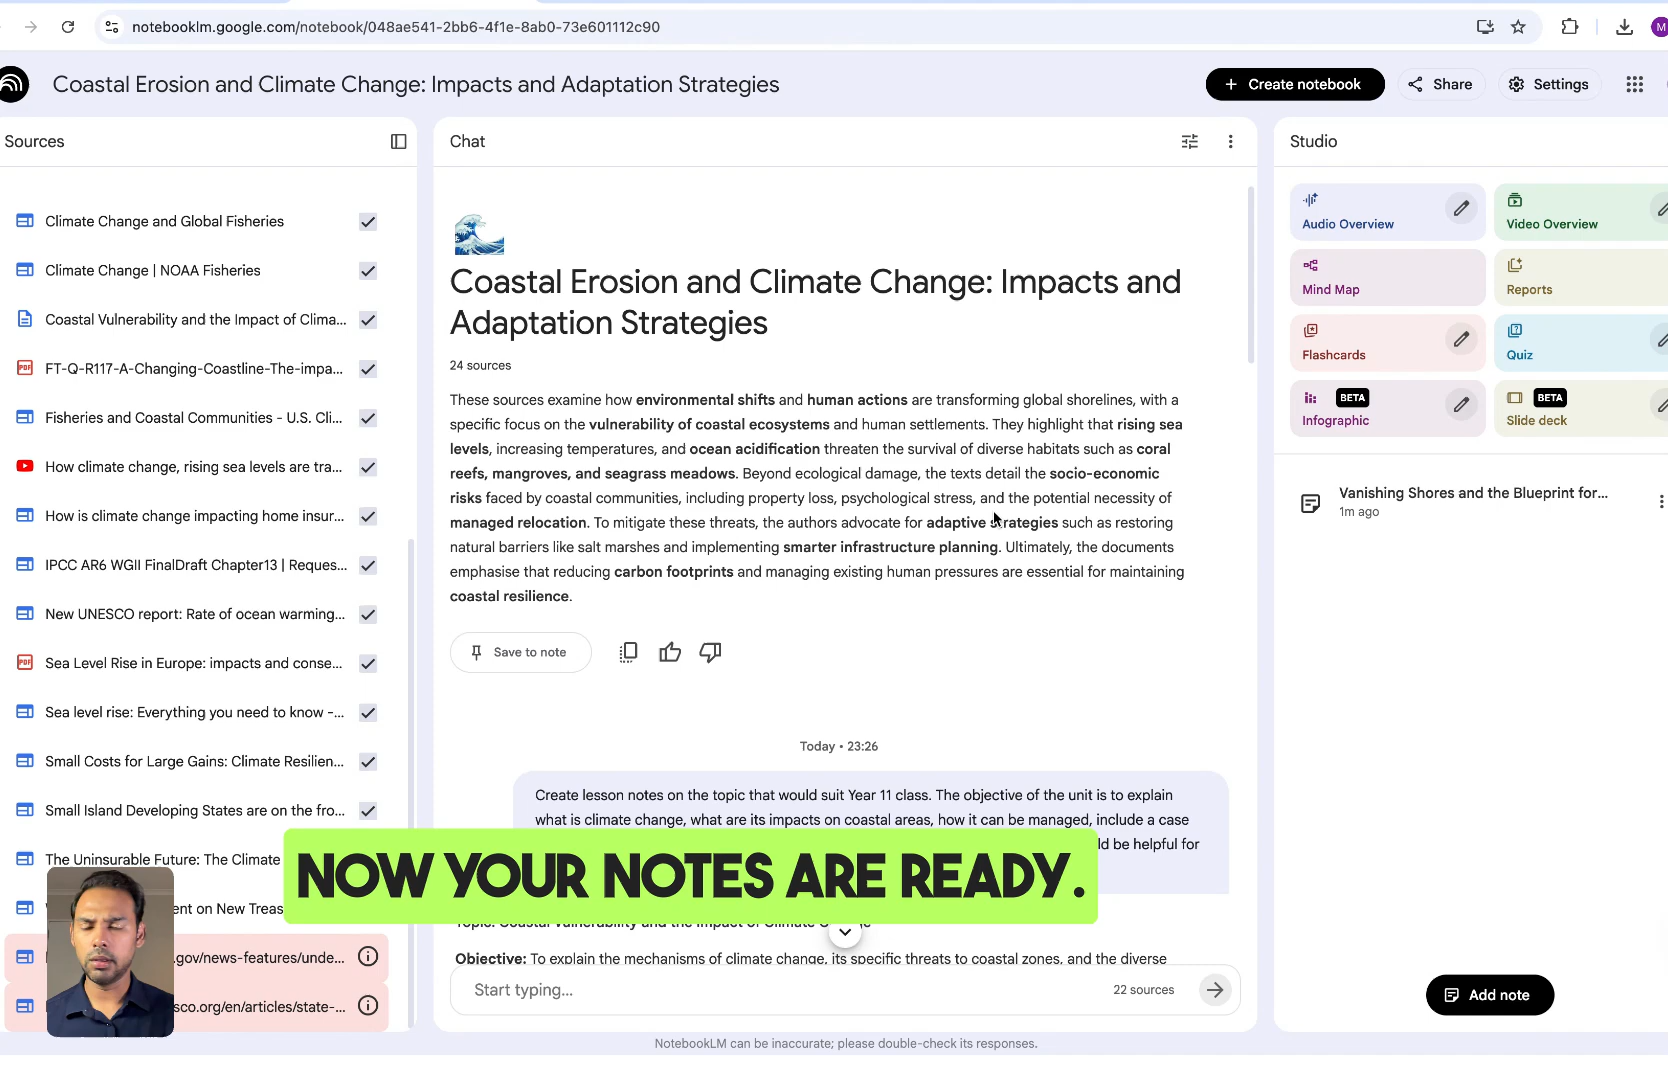 notebooklm.google.com/notebook/048ae541-2bb6-4f1e-8ab0-73e601112c90
M
Coastal Erosion and Climate Change: Impacts and Adaptation Strategies
Create notebook
Share
Settings
Sources
Climate Change and Global Fisheries
Climate Change | NOAA Fisheries
Coastal Vulnerability and the Impact of Clima...
FT-Q-R117-A-Changing-Coastline-The-impa...
Fisheries and Coastal Communities - U.S. Cli...
How climate change, rising sea levels are tra...
How is climate change impacting home insur...
IPCC AR6 WGII FinalDraft Chapter13 | Reques...
New UNESCO report: Rate of ocean warming...
Sea Level Rise in Europe: impacts and conse...
Sea level rise: Everything you need to know -...
Small Costs for Large Gains: Climate Resilien...
Small Island Developing States are on the fro...
The Uninsurable Future: The Climate
ent on New Treas
.gov/news-features/unde...
sco.org/en/articles/state-...
Chat
Coastal Erosion and Climate Change: Impacts and
Adaptation Strategies
24 sources
These sources examine how environmental shifts and human actions are transforming global shorelines, with a
specific focus on the vulnerability of coastal ecosystems and human settlements. They highlight that rising sea
levels, increasing temperatures, and ocean acidification threaten the survival of diverse habitats such as coral
reefs, mangroves, and seagrass meadows. Beyond ecological damage, the texts detail the socio-economic
risks faced by coastal communities, including property loss, psychological stress, and the potential necessity of
managed relocation. To mitigate these threats, the authors advocate for adaptive strategies such as restoring
natural barriers like salt marshes and implementing smarter infrastructure planning. Ultimately, the documents
emphasise that reducing carbon footprints and managing existing human pressures are essential for maintaining
coastal resilience.
Save to note
Today • 23:26
Create lesson notes on the topic that would suit Year 11 class. The objective of the unit is to explain
what is climate change, what are its impacts on coastal areas, how it can be managed, include a case
ld be helpful for
NOW YOUR NOTES ARE READY.
Topic: Coastal Vulnerability and the Impact of Climate Change
Objective: To explain the mechanisms of climate change, its specific threats to coastal zones, and the diverse
Start typing...
22 sources
NotebookLM can be inaccurate; please double-check its responses.
Studio
Audio Overview
Video Overview
Mind Map
Reports
Flashcards
Quiz
BETA
Infographic
BETA
Slide deck
Vanishing Shores and the Blueprint for...
1m ago
Add note